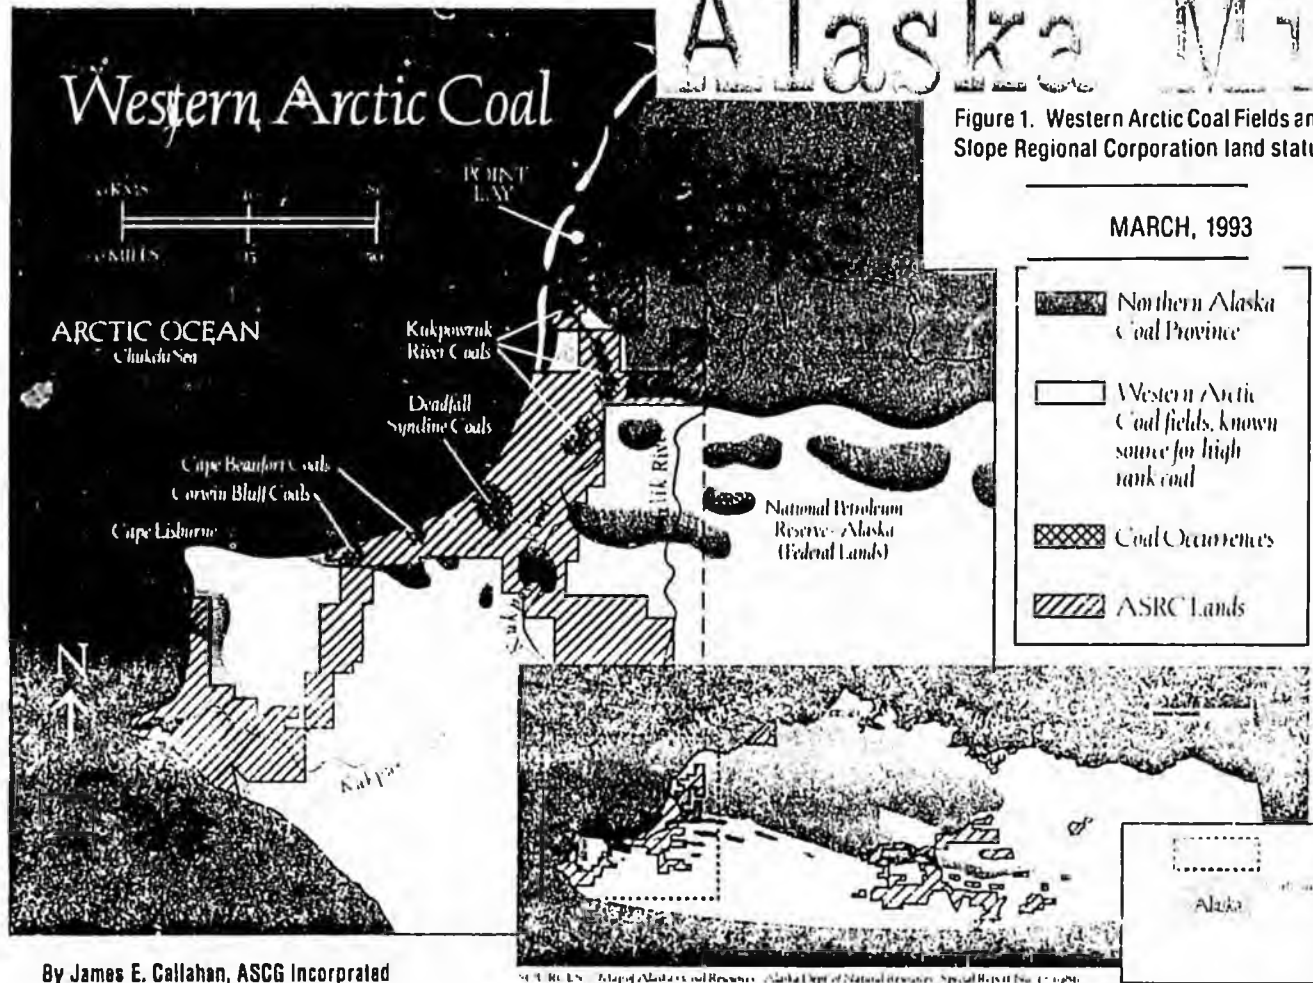 Alaska
Western Arctic Coal
Figure 1. Western Arctic Coal Fields
Slope Regional Corporation land
MARCH, 1993
POINT
LAY
KMS
MILES
ARCTIC OCEAN
Chukchi Sea
Kukpowruk
River Coals
Deadfall
Syncline Coals
Cape Beaufort Coals
Corwin Bluff Coals
Cape Lisburne
National Petroleum
Reserve - Alaska
(Federal Lands)
N
Northern Alaska
Coal Province
Western Arctic
Coal fields, known
source for high
rank coal
Coal Occurrences
ASRC Lands
Alaska
By James E. Callahan, ASCG Incorprated